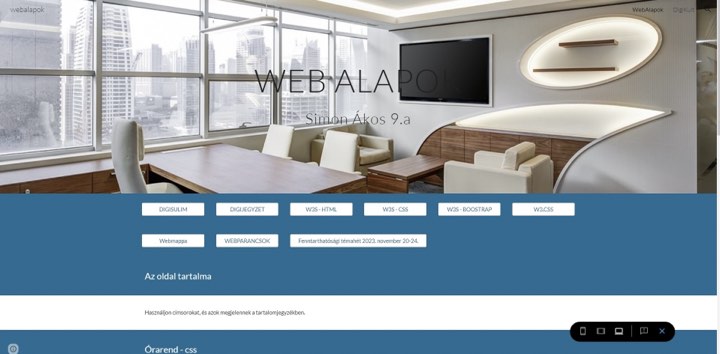 webalapok
WebAlapok
WEB ALAPOK
Simon Ákos 9.a
DIGISULIM
DIGIJEGYZET
W3S - HTML
W3S - CSS
W3S - BOOSTRAP
W3.CSS
Webmappa
WEBPARANCSOK
Fenntarthatósági témahét 2023. november 20-24.
Az oldal tartalma
Használjon címsorokat, és azok megjelennek a tartalomjegyzékben.
Órarend - css